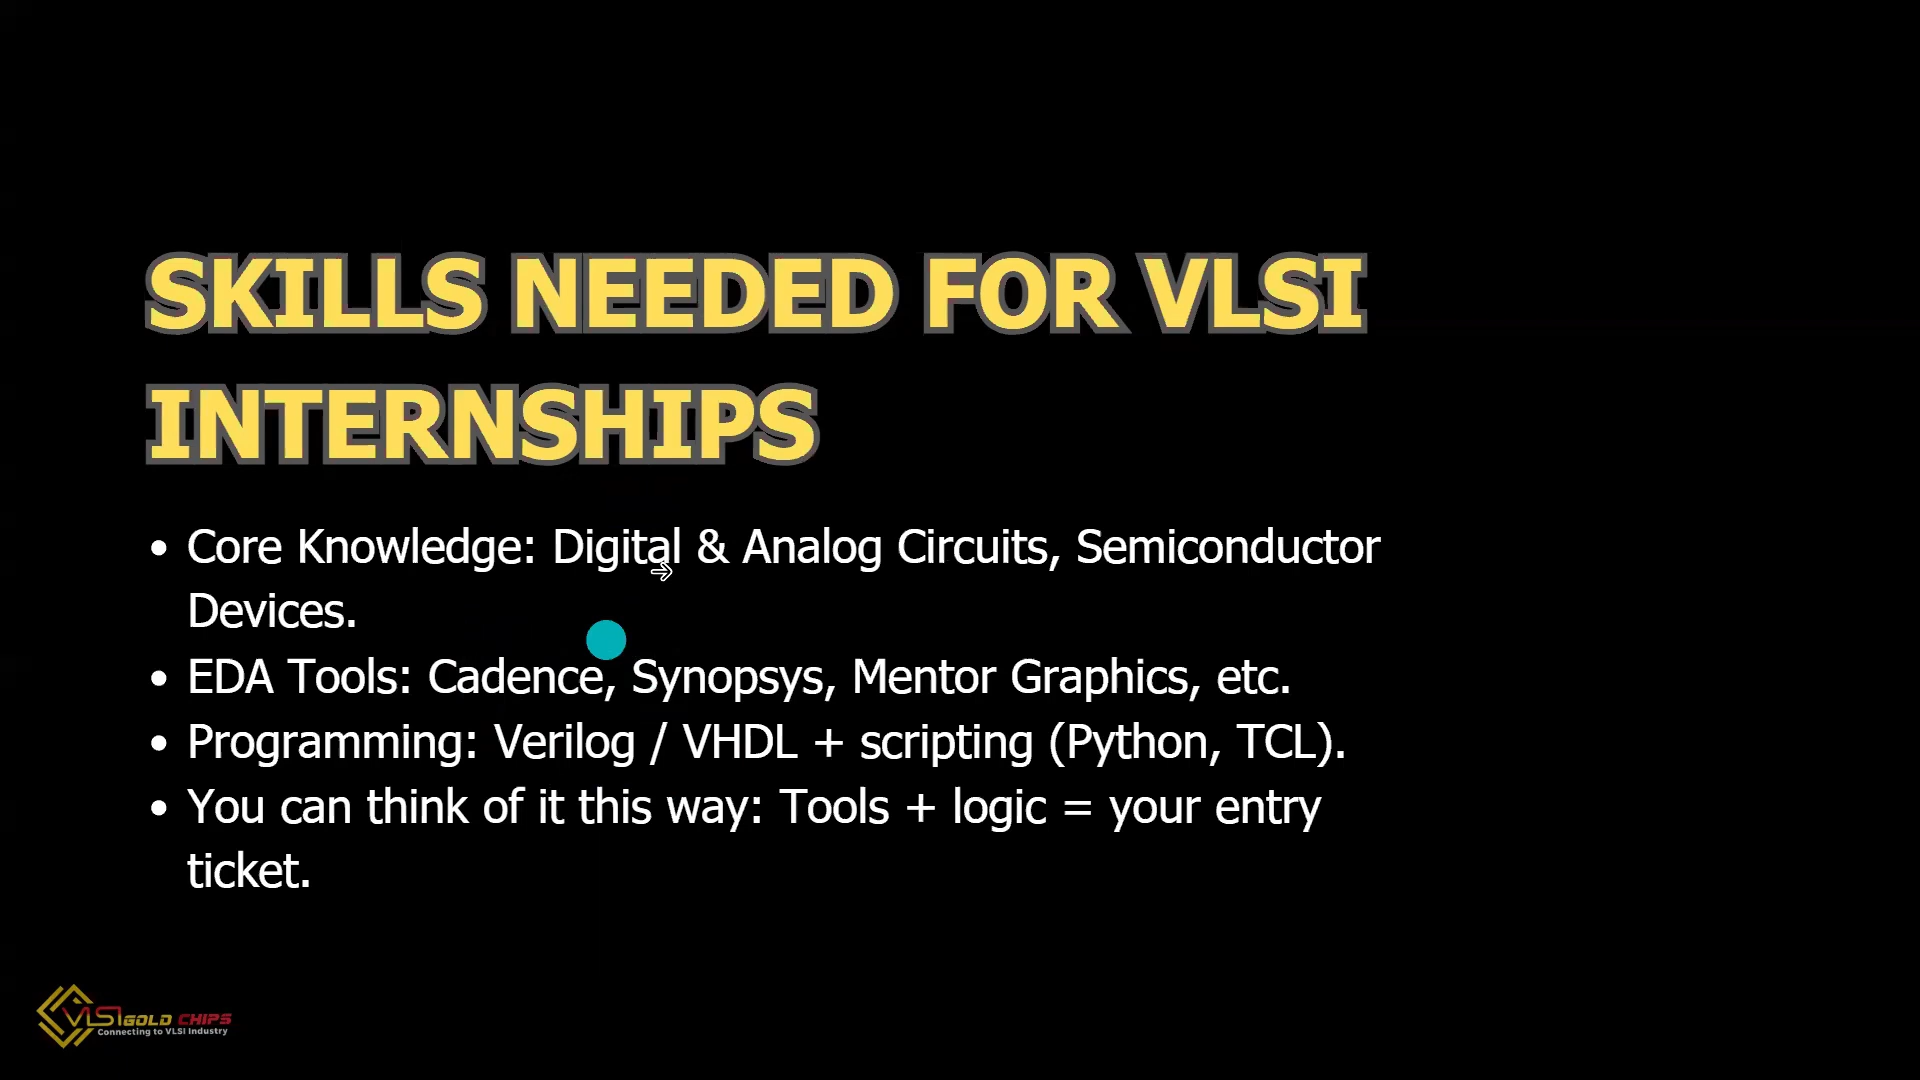 SKILLS NEEDED FOR VLSI
INTERNSHIPS
• Core Knowledge: Digital & Analog Circuits, Semiconductor
Devices.
• EDA Tools: Cadence, Synopsys, Mentor Graphics, etc.
• Programming: Verilog / VHDL + scripting (Python, TCL).
• You can think of it this way: Tools + logic = your entry
ticket.
VLSI GOLD CHIPS
Connecting to VLSI Industry